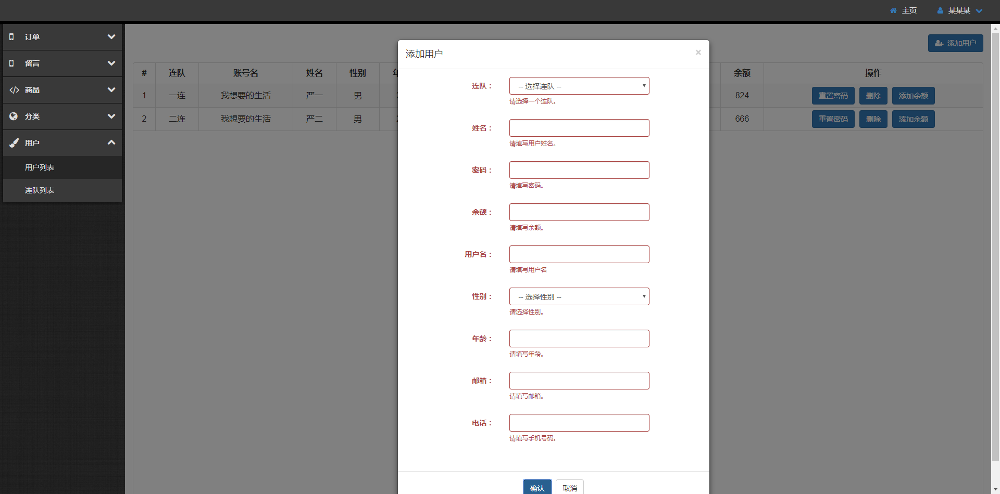 主页 某某某
订单
留言
商品
分类
用户
用户列表
连队列表
添加用户
# 连队 账号名 姓名 性别 余额 操作
1 一连 我想要的生活 严一 男 824 重置密码 删除 添加余额
2 二连 我想要的生活 严二 男 666 重置密码 删除 添加余额
添加用户 ×
连队： -- 选择连队 --
请选择一个连队。
姓名：
请填写用户姓名。
密码：
请填写密码。
余额：
请填写余额。
用户名：
请填写用户名
性别： -- 选择性别 --
请选择性别。
年龄：
请填写年龄。
邮箱：
请填写邮箱。
电话：
请填写手机号码。
确认 取消